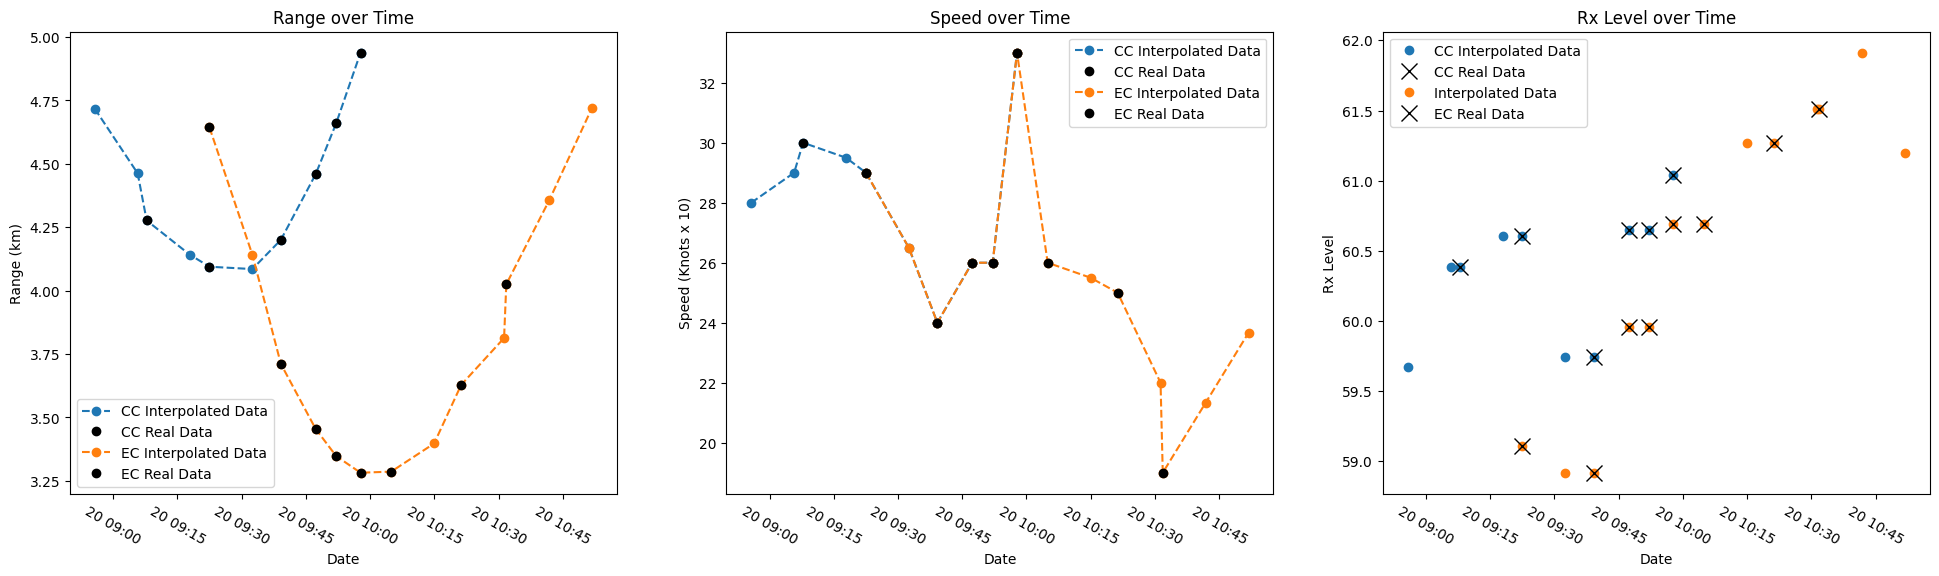 Range over Time
Range (km)
5.00
4.75
4.50
4.25
4.00
3.75
3.50
3.25
CC Interpolated Data
CC Real Data
EC Interpolated Data
EC Real Data
20 09:00
20 09:15
20 09:30
20 09:45
20 10:00
20 10:15
20 10:30
20 10:45
Date
Speed over Time
Speed (Knots x 10)
32
30
28
26
24
22
20
CC Interpolated Data
CC Real Data
EC Interpolated Data
EC Real Data
20 09:00
20 09:15
20 09:30
20 09:45
20 10:00
20 10:15
20 10:30
20 10:45
Date
Rx Level over Time
Rx Level
62.0
61.5
61.0
60.5
60.0
59.5
59.0
CC Interpolated Data
CC Real Data
Interpolated Data
EC Real Data
20 09:00
20 09:15
20 09:30
20 09:45
20 10:00
20 10:15
20 10:30
20 10:45
Date